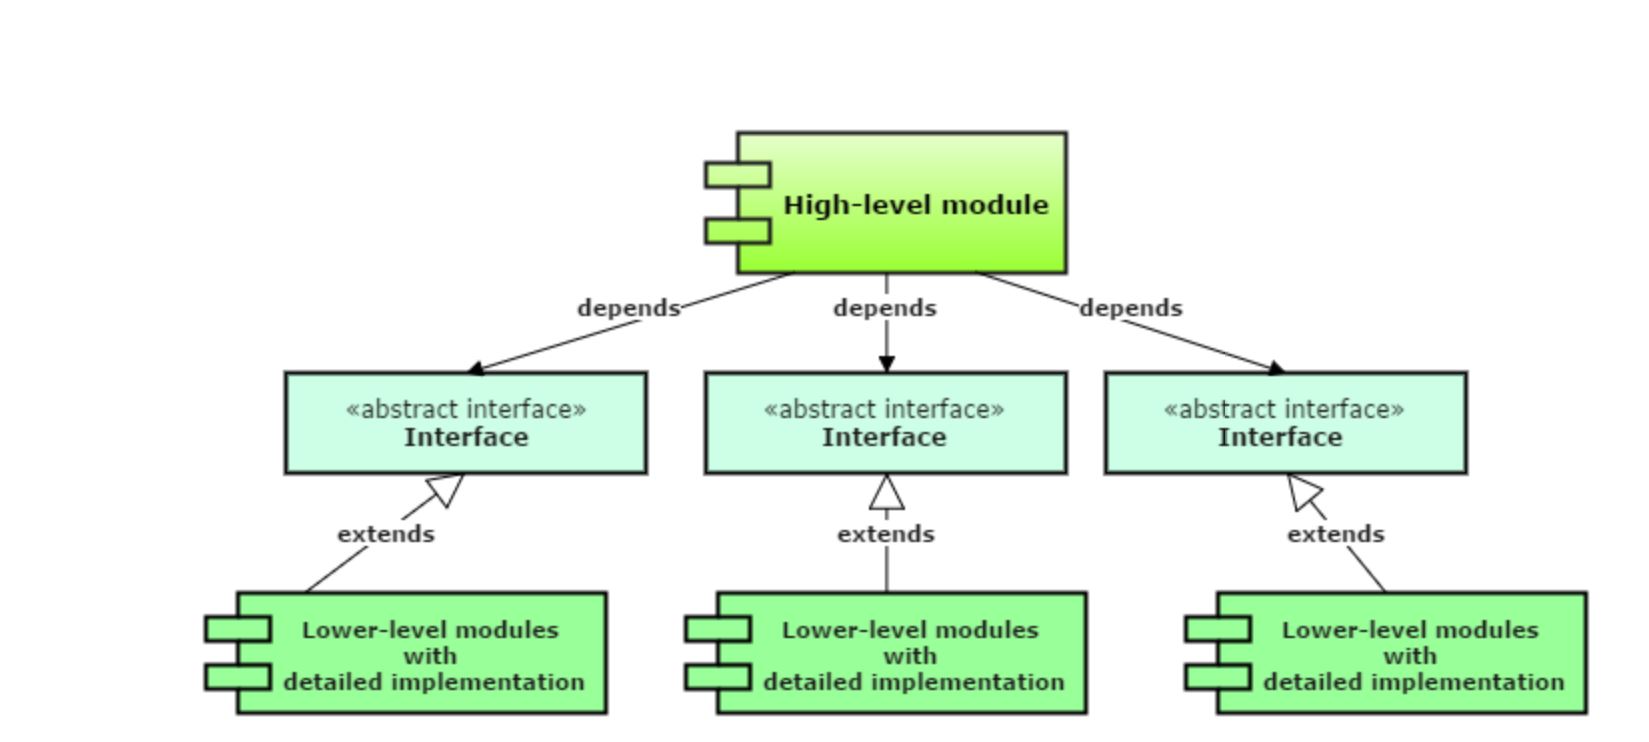 High-level module
depends
depends
depends
«abstract interface»
Interface
«abstract interface»
Interface
«abstract interface»
Interface
extends
extends
extends
Lower-level modules
with
detailed implementation
Lower-level modules
with
detailed implementation
Lower-level modules
with
detailed implementation